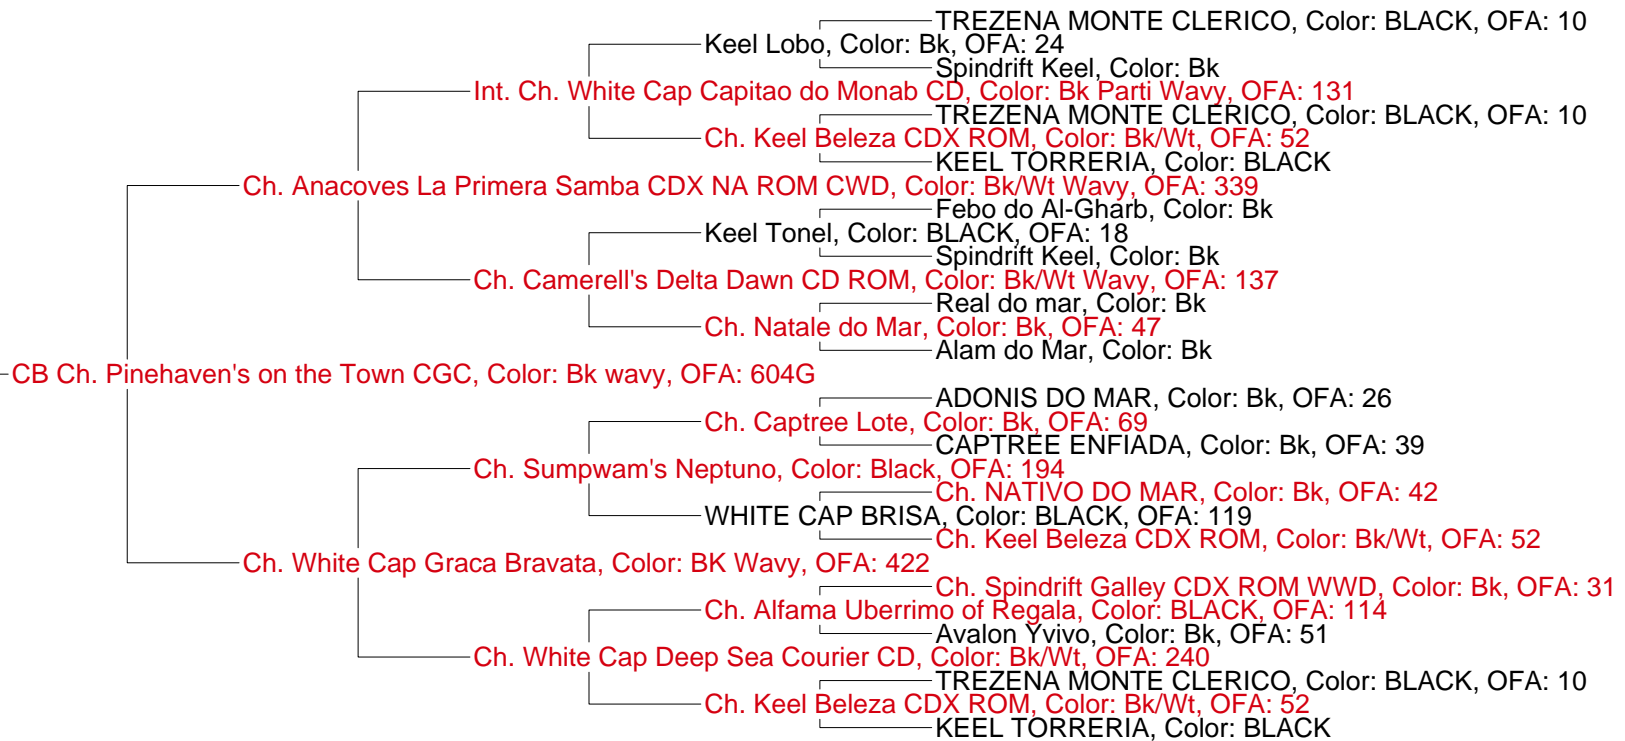 TREZENA MONTE CLERICO, Color: BLACK, OFA: 10
Keel Lobo, Color: Bk, OFA: 24
Spindrift Keel, Color: Bk
Int. Ch. White Cap Capitao do Monab CD, Color: Bk Parti Wavy, OFA: 131
TREZENA MONTE CLERICO, Color: BLACK, OFA: 10
Ch. Keel Beleza CDX ROM, Color: Bk/Wt, OFA: 52
KEEL TORRERIA, Color: BLACK
Ch. Anacoves La Primera Samba CDX NA ROM CWD, Color: Bk/Wt Wavy, OFA: 339
Febo do Al-Gharb, Color: Bk
Keel Tonel, Color: BLACK, OFA: 18
Spindrift Keel, Color: Bk
Ch. Camerell's Delta Dawn CD ROM, Color: Bk/Wt Wavy, OFA: 137
Real do mar, Color: Bk
Ch. Natale do Mar, Color: Bk, OFA: 47
Alam do Mar, Color: Bk
CB Ch. Pinehaven's on the Town CGC, Color: Bk wavy, OFA: 604G
ADONIS DO MAR, Color: Bk, OFA: 26
Ch. Captree Lote, Color: Bk, OFA: 69
CAPTREE ENFIADA, Color: Bk, OFA: 39
Ch. Sumpwam's Neptuno, Color: Black, OFA: 194
Ch. NATIVO DO MAR, Color: Bk, OFA: 42
WHITE CAP BRISA, Color: BLACK, OFA: 119
Ch. Keel Beleza CDX ROM, Color: Bk/Wt, OFA: 52
Ch. White Cap Graca Bravata, Color: BK Wavy, OFA: 422
Ch. Spindrift Galley CDX ROM WWD, Color: Bk, OFA: 31
Ch. Alfama Uberrimo of Regala, Color: BLACK, OFA: 114
Avalon Yvivo, Color: Bk, OFA: 51
Ch. White Cap Deep Sea Courier CD, Color: Bk/Wt, OFA: 240
TREZENA MONTE CLERICO, Color: BLACK, OFA: 10
Ch. Keel Beleza CDX ROM, Color: Bk/Wt, OFA: 52
KEEL TORRERIA, Color: BLACK